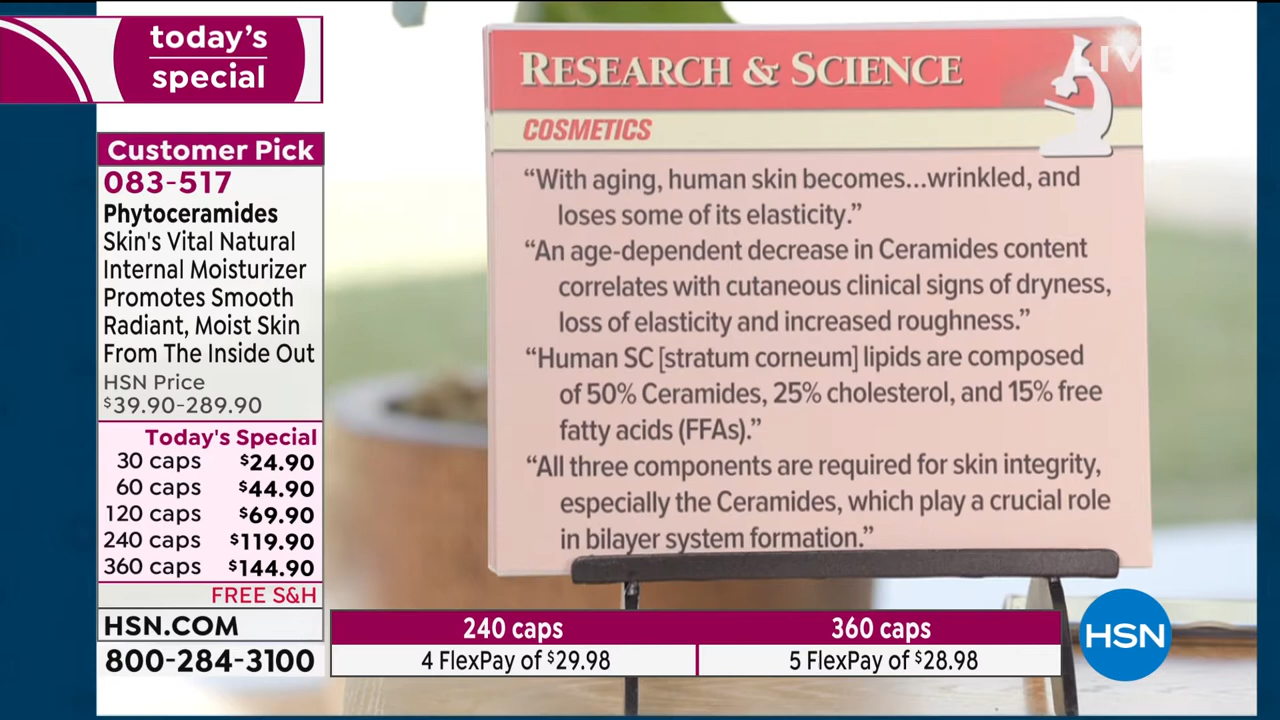 today's
special
Customer Pick
083-517
Phytoceramides
Skin's Vital Natural
Internal Moisturizer
Promotes Smooth
Radiant, Moist Skin
From The Inside Out
HSN Price
$39.90-289.90
Today's Special
30 caps $24.90
60 caps $44.90
120 caps $69.90
240 caps $119.90
360 caps $144.90
FREE S&H
HSN.COM
800-284-3100
LIVE
RESEARCH & SCIENCE
COSMETICS
“With aging, human skin becomes...wrinkled, and
loses some of its elasticity.”
“An age-dependent decrease in Ceramides content
correlates with cutaneous clinical signs of dryness,
loss of elasticity and increased roughness.”
“Human SC [stratum corneum] lipids are composed
of 50% Ceramides, 25% cholesterol, and 15% free
fatty acids (FFAs).”
“All three components are required for skin integrity,
especially the Ceramides, which play a crucial role
in bilayer system formation.”
240 caps 360 caps
4 FlexPay of $29.98 5 FlexPay of $28.98
HSN